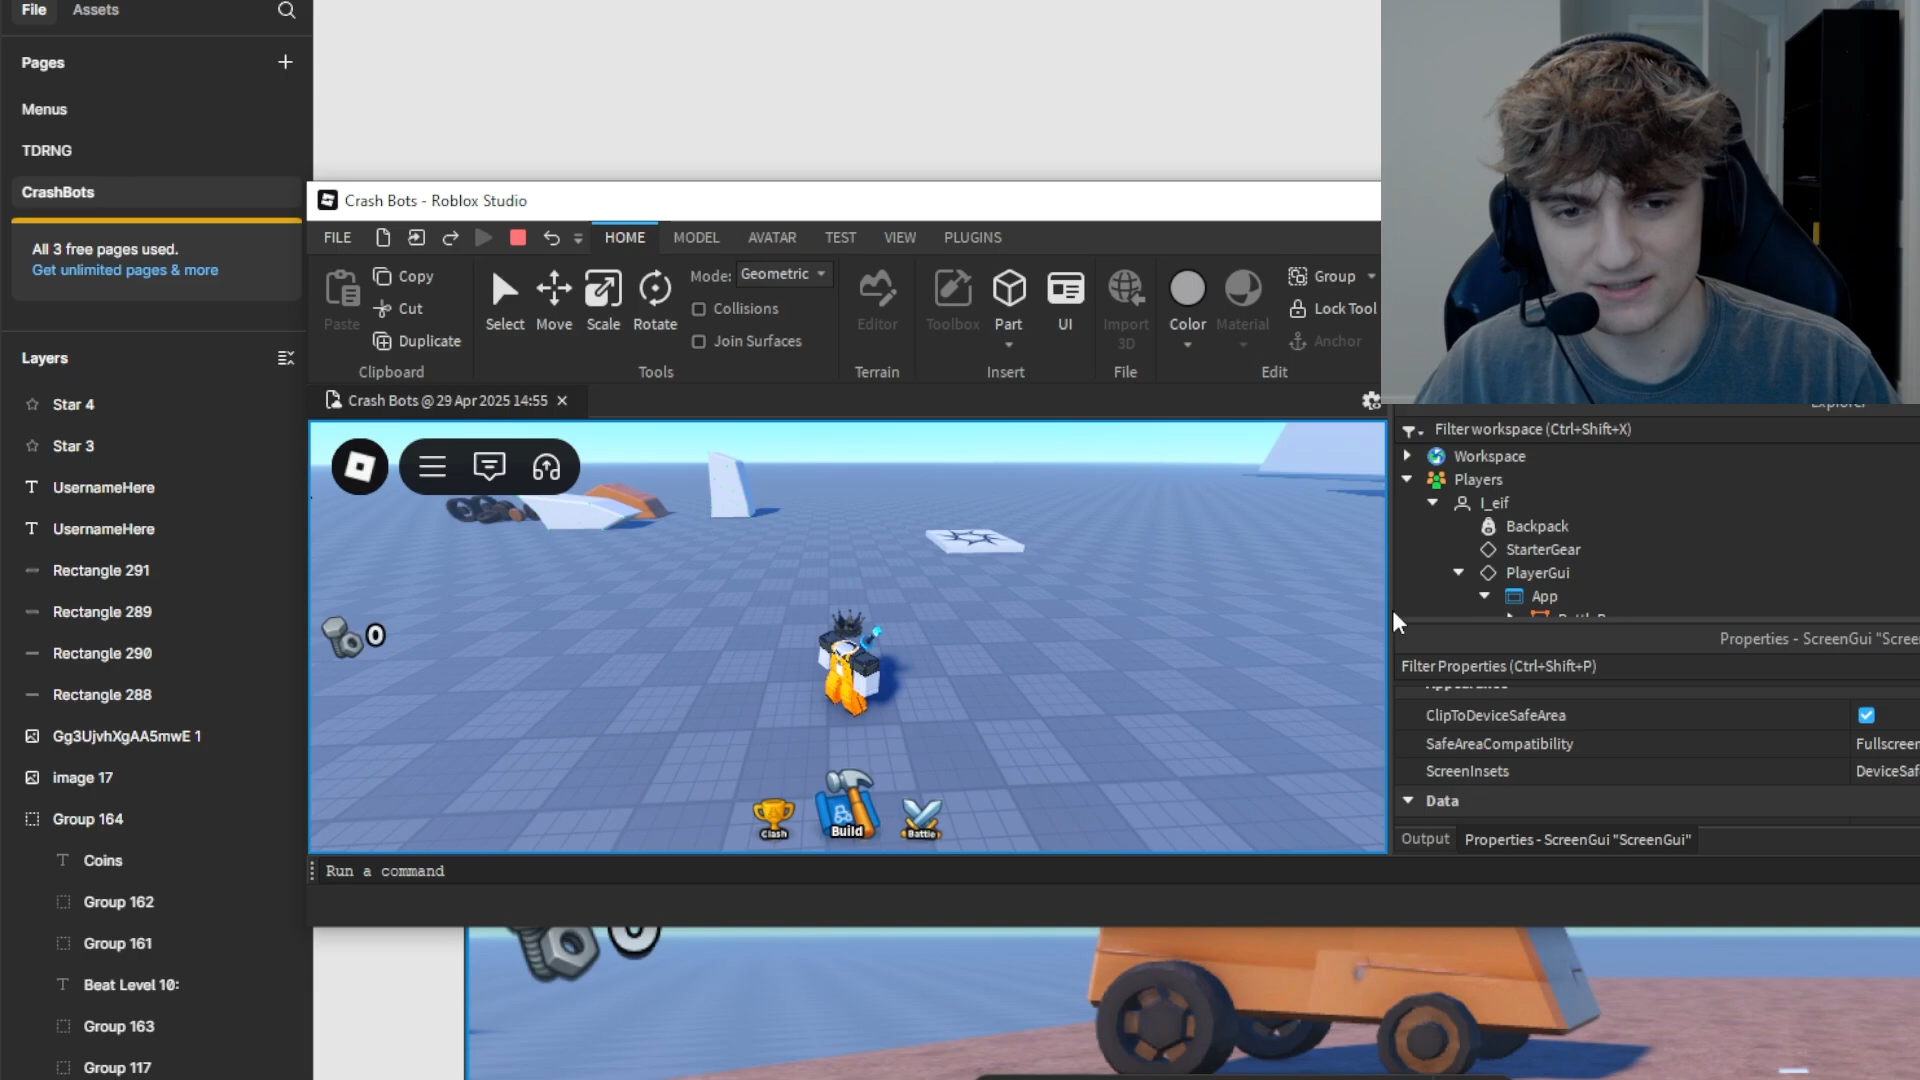 File
Assets
Pages
Menus
TDRNG
CrashBots
All 3 free pages used.
Get unlimited pages & more
Layers
Star 4
Star 3
UsernameHere
UsernameHere
Rectangle 291
Rectangle 289
Rectangle 290
Rectangle 288
Gg3UjvhXgAA5mwE 1
image 17
Group 164
Coins
Group 162
Group 161
Beat Level 10:
Group 163
Group 117
Crash Bots - Roblox Studio
FILE
HOME
MODEL
AVATAR
TEST
VIEW
PLUGINS
Paste
Copy
Cut
Duplicate
Clipboard
Select
Move
Scale
Rotate
Mode: Geometric
Collisions
Join Surfaces
Tools
Editor
Terrain
Toolbox
Part
UI
Insert
Import
3D
File
Color
Material
Group
Lock Tool
Anchor
Edit
Crash Bots @ 29 Apr 2025 14:55
0
Clash
Build
Battle
Run a command
0
Explorer
Filter workspace (Ctrl+Shift+X)
Workspace
Players
l_eif
Backpack
StarterGear
PlayerGui
App
Properties - ScreenGui "Screen
Filter Properties (Ctrl+Shift+P)
Appearance
ClipToDeviceSafeArea
SafeAreaCompatibility
Fullscreen
ScreenInsets
DeviceSaf
Data
Output
Properties - ScreenGui "ScreenGui"